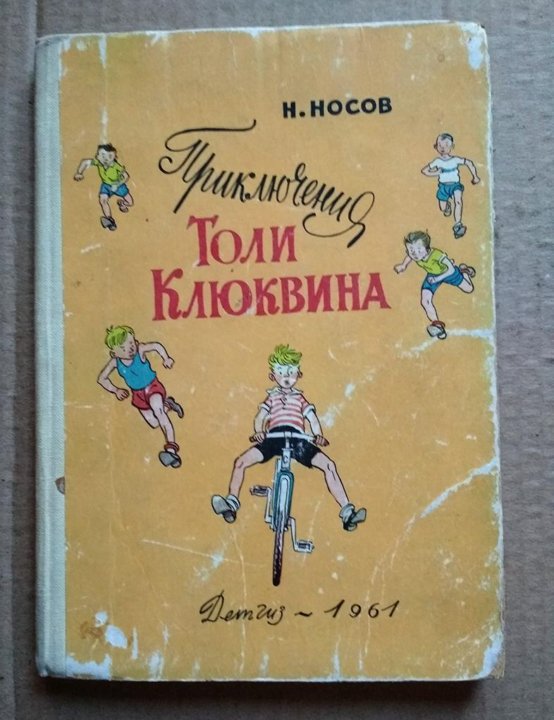 Н. НОСОВ
Приключения
ТОЛИ
КЛЮКВИНА
Детгиз ~ 1961